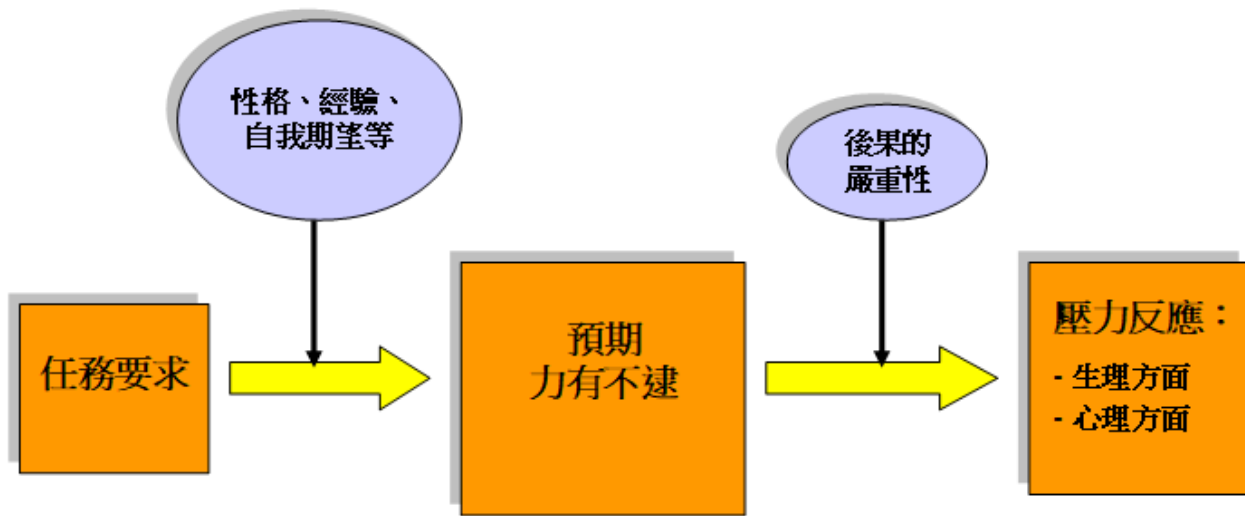 性格、經驗、
自我期望等
後果的
嚴重性
任務要求
預期
力有不逮
壓力反應：
- 生理方面
- 心理方面